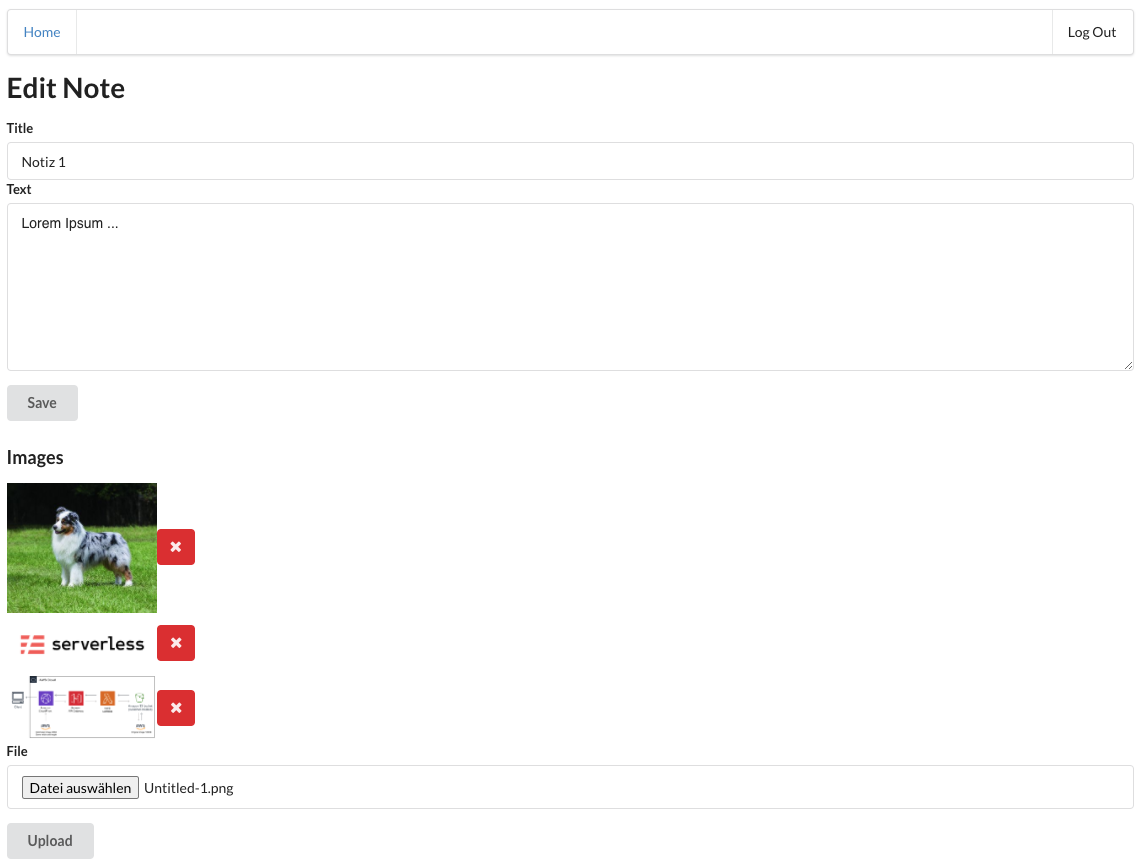 Home
Log Out
Edit Note
Title
Notiz 1
Text
Lorem Ipsum ...
Save
Images
serverless
File
Datei auswählen Untitled-1.png
Upload